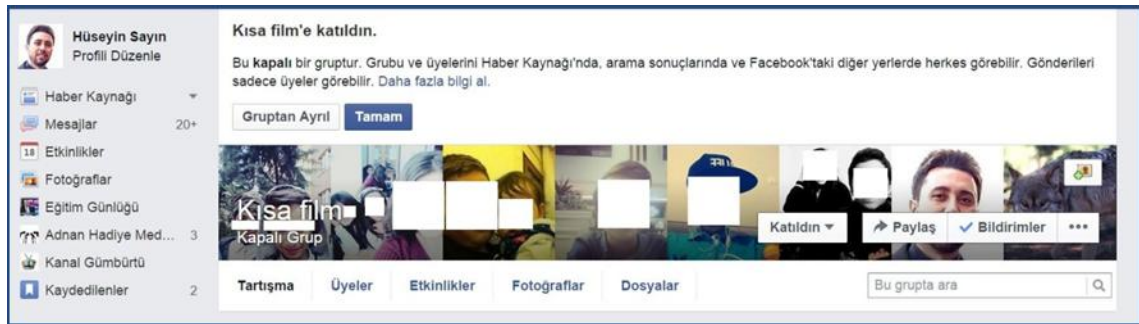 Hüseyin Sayın
Profili Düzenle
Haber Kaynağı
Mesajlar 20+
18 Etkinlikler
Fotoğraflar
Eğitim Günlüğü
Adnan Hadiye Med... 3
Kanal Gümbürtü
Kaydedilenler 2
Kısa film'e katıldın.
Bu kapalı bir gruptur. Grubu ve üyelerini Haber Kaynağı'nda, arama sonuçlarında ve Facebook'taki diğer yerlerde herkes görebilir. Gönderileri
sadece üyeler görebilir. Daha fazla bilgi al.
Gruptan Ayrıl Tamam
Kısa film
Kapalı Grup
Katıldın Paylaş Bildirimler
Tartışma Üyeler Etkinlikler Fotoğraflar Dosyalar Bu grupta ara